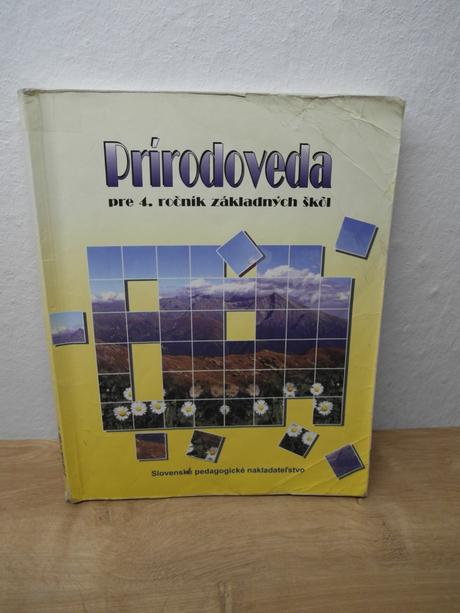 Prírodoveda
pre 4. ročník základných škôl
Slovenské pedagogické nakladateľstvo